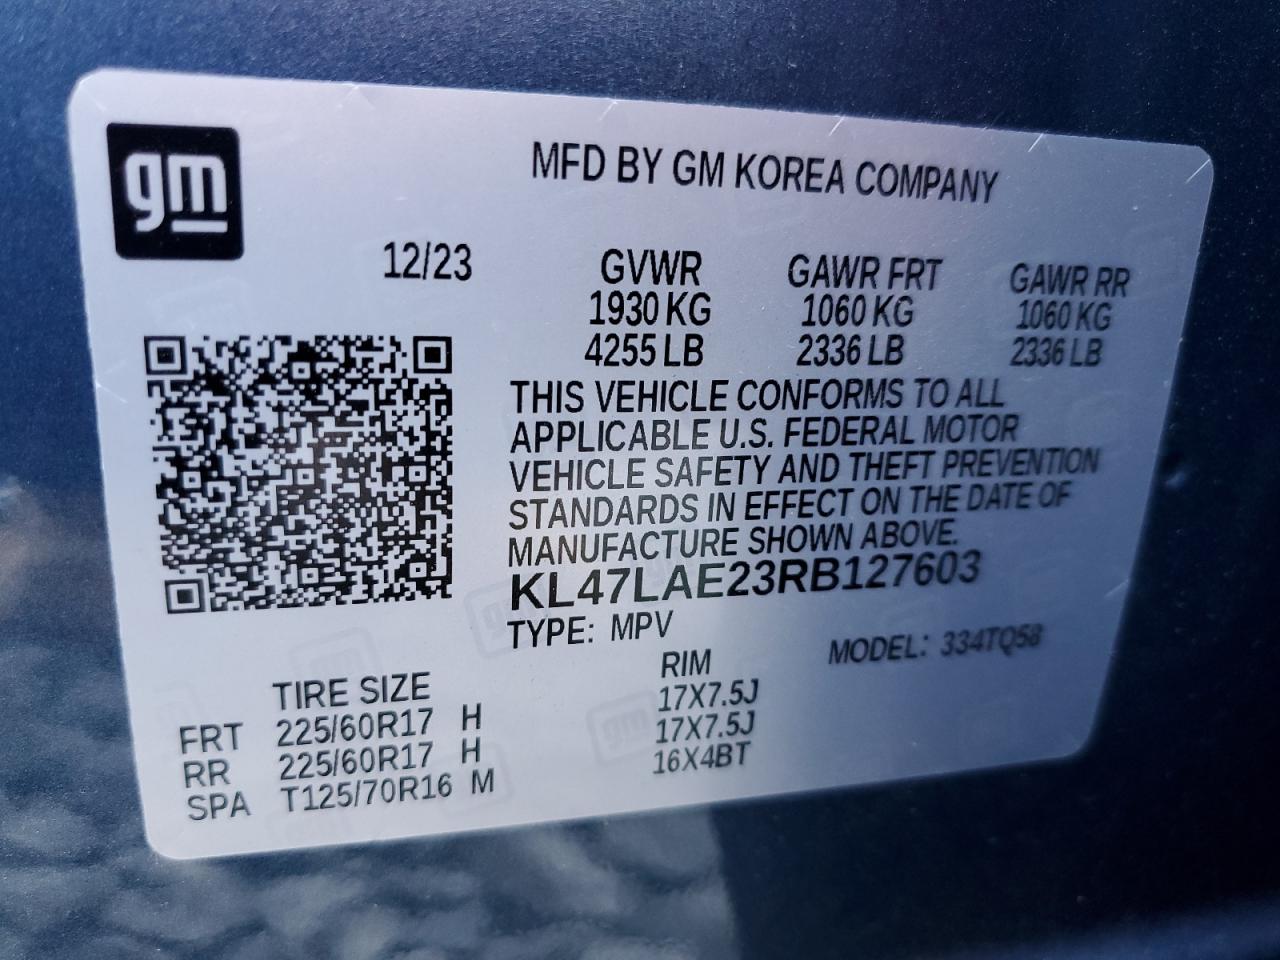 gm
MFD BY GM KOREA COMPANY
12/23
GVWR GAWR FRT GAWR RR
1930 KG 1060 KG 1060 KG
4255 LB 2336 LB 2336 LB
THIS VEHICLE CONFORMS TO ALL
APPLICABLE U.S. FEDERAL MOTOR
VEHICLE SAFETY AND THEFT PREVENTION
STANDARDS IN EFFECT ON THE DATE OF
MANUFACTURE SHOWN ABOVE.
KL47LAE23RB127603
TYPE: MPV MODEL: 334TQ58
TIRE SIZE RIM
FRT 225/60R17 H 17X7.5J
RR 225/60R17 H 17X7.5J
SPA T125/70R16 M 16X4BT